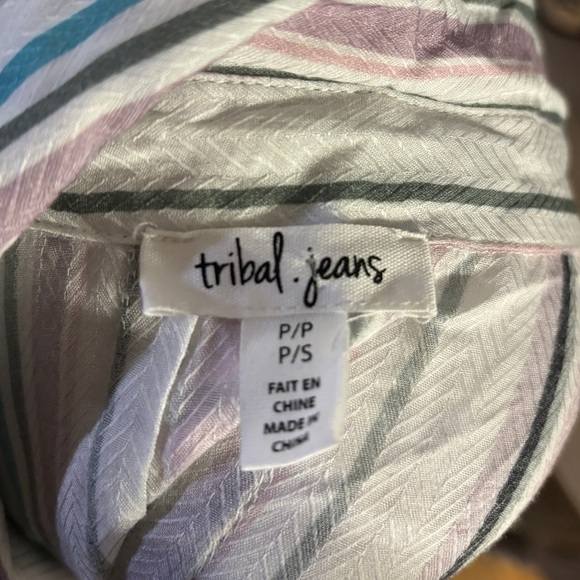 tribal.jeans
P/P
P/S
FAIT EN
CHINE
MADE IN
CHINA